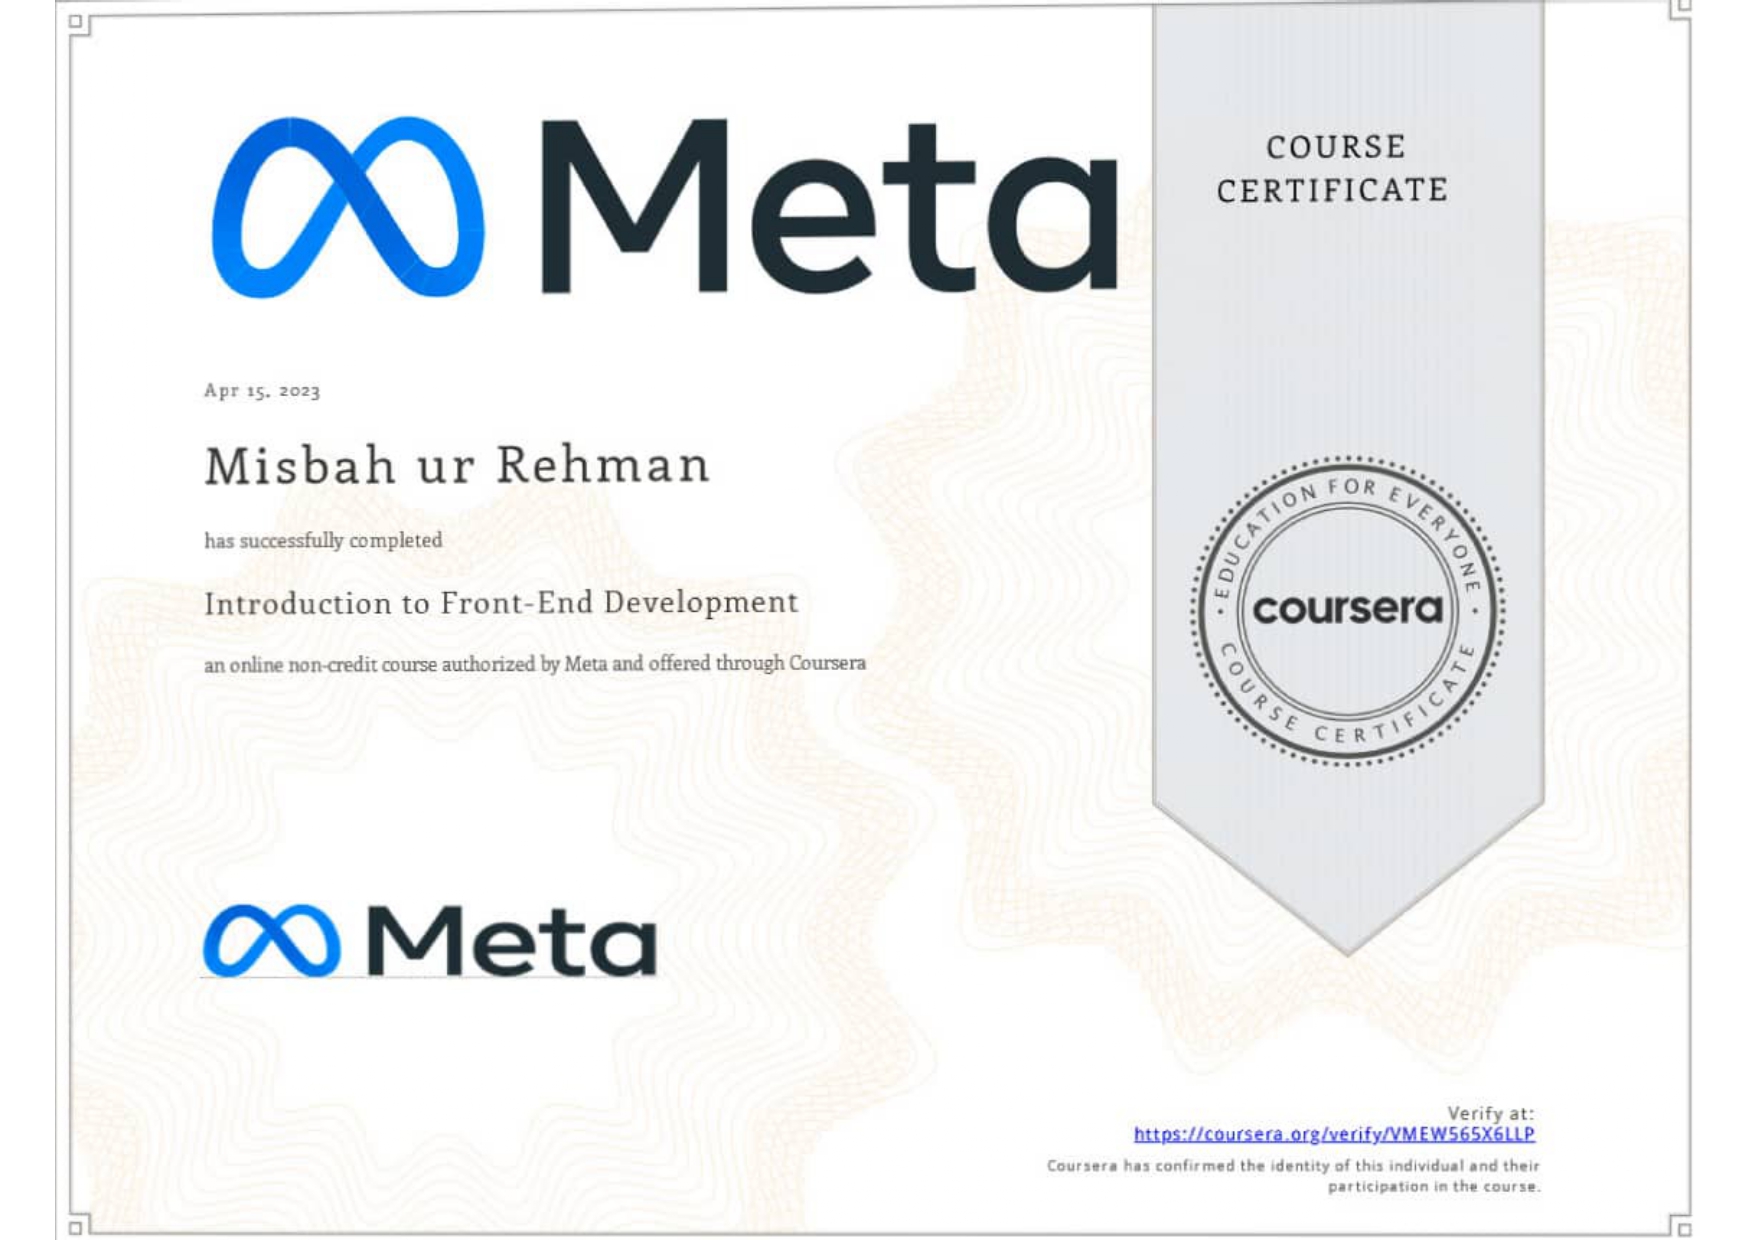 Meta
COURSE
CERTIFICATE
Apr 15, 2023
Misbah ur Rehman
has successfully completed
Introduction to Front-End Development
an online non-credit course authorized by Meta and offered through Coursera
• EDUCATION FOR EVERYONE •
coursera
COURSE CERTIFICATE
Meta
Verify at:
https://coursera.org/verify/VMEW565X6LLP
Coursera has confirmed the identity of this individual and their
participation in the course.